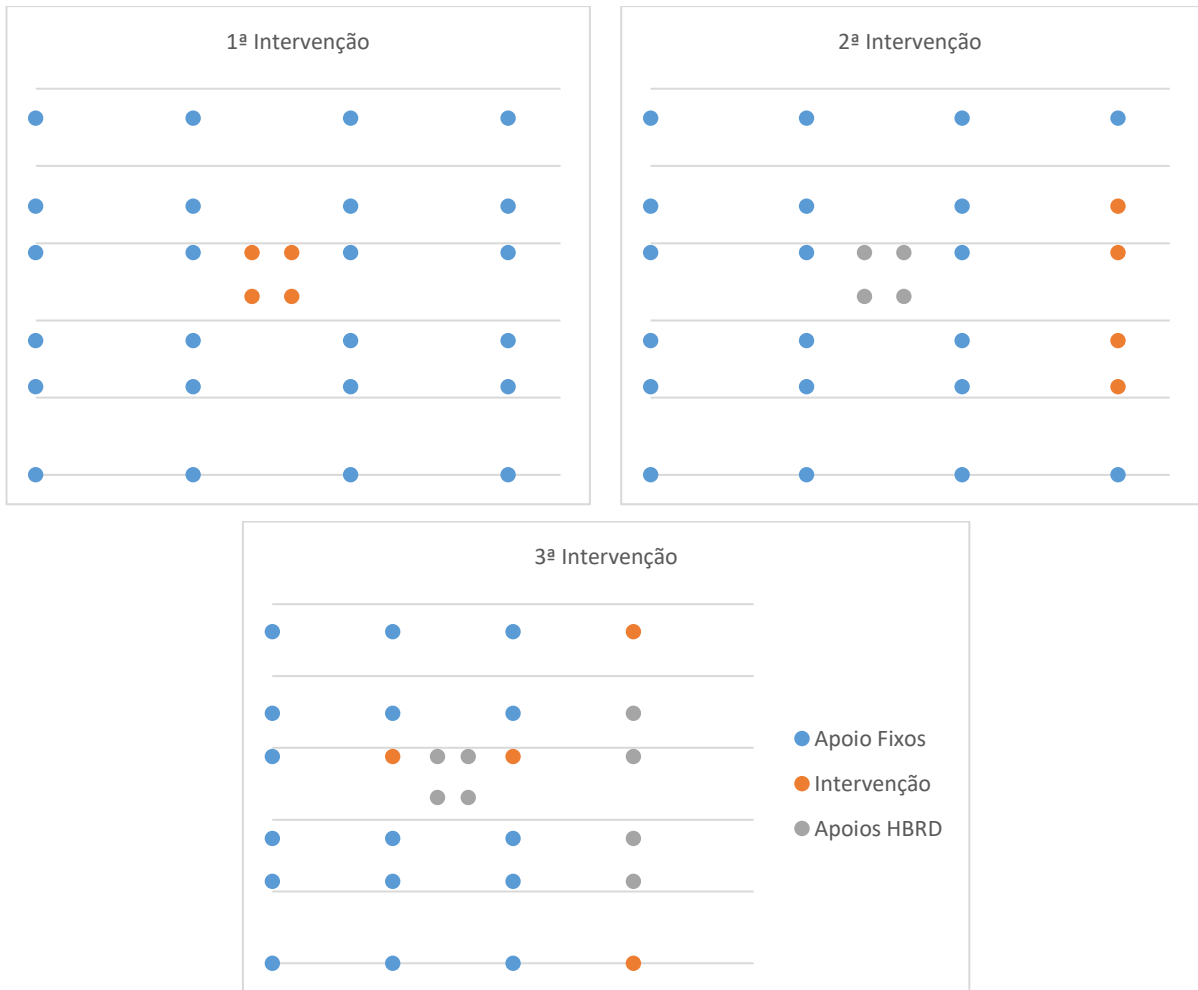 1ª Intervenção
2ª Intervenção
3ª Intervenção
Apoio Fixos
Intervenção
Apoios HBRD